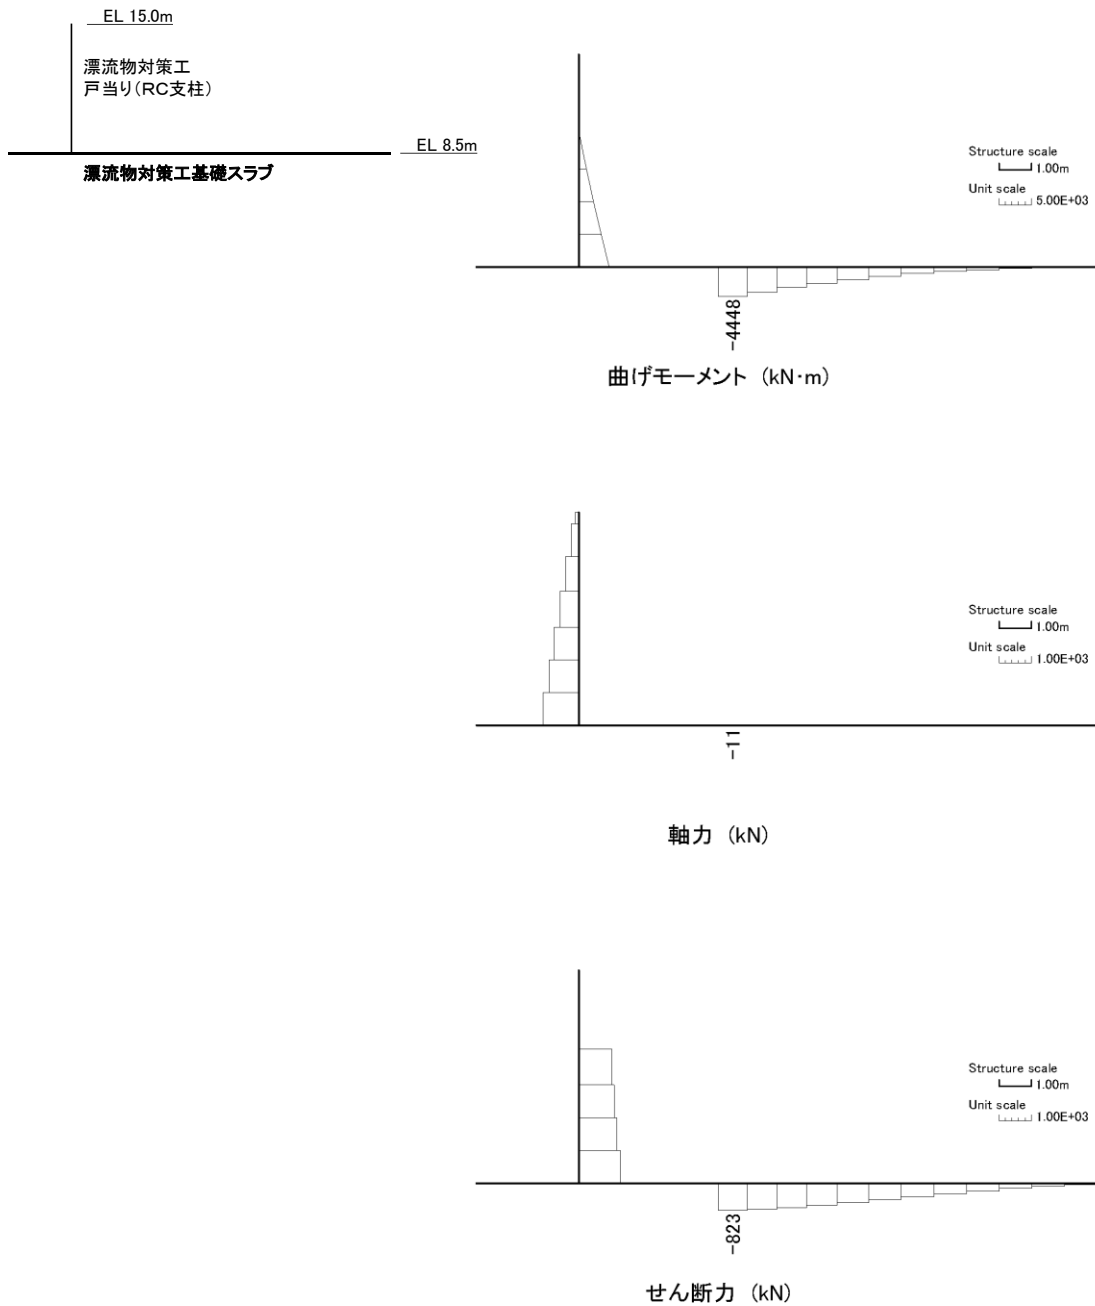 EL 15.0m
漂流物対策工
戸当り(RC支柱)
EL 8.5m
漂流物対策工基礎スラブ
Structure scale
1.00m
Unit scale
5.00E+03
-4448
曲げモーメント (kN·m)
Structure scale
1.00m
Unit scale
1.00E+03
-11
軸力 (kN)
Structure scale
1.00m
Unit scale
1.00E+03
-823
せん断力 (kN)